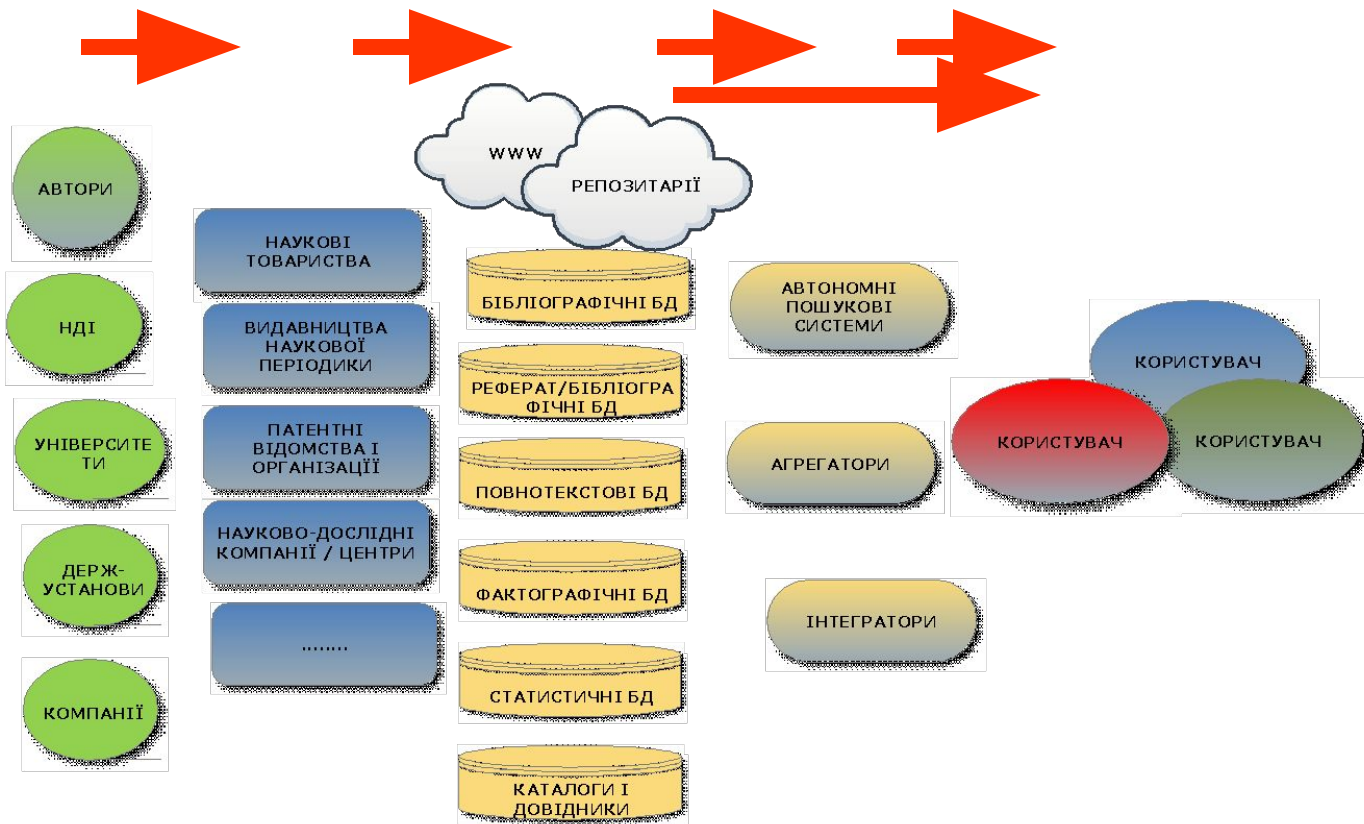 WWW
РЕПОЗИТАРІЇ
АВТОРИ
НДІ
УНІВЕРСИТЕ
ТИ
ДЕРЖ-
УСТАНОВИ
КОМПАНІЇ
НАУКОВІ
ТОВАРИСТВА
ВИДАВНИЦТВА
НАУКОВОЇ
ПЕРІОДИКИ
ПАТЕНТНІ
ВІДОМСТВА І
ОРГАНІЗАЦІЇ
НАУКОВО-ДОСЛІДНІ
КОМПАНІЇ / ЦЕНТРИ
........
БІБЛІОГРАФІЧНІ БД
РЕФЕРАТ/БІБЛІОГРА
ФІЧНІ БД
ПОВНОТЕКСТОВІ БД
ФАКТОГРАФІЧНІ БД
СТАТИСТИЧНІ БД
КАТАЛОГИ І
ДОВІДНИКИ
АВТОНОМНІ
ПОШУКОВІ
СИСТЕМИ
АГРЕГАТОРИ
ІНТЕГРАТОРИ
КОРИСТУВАЧ
КОРИСТУВАЧ
КОРИСТУВАЧ